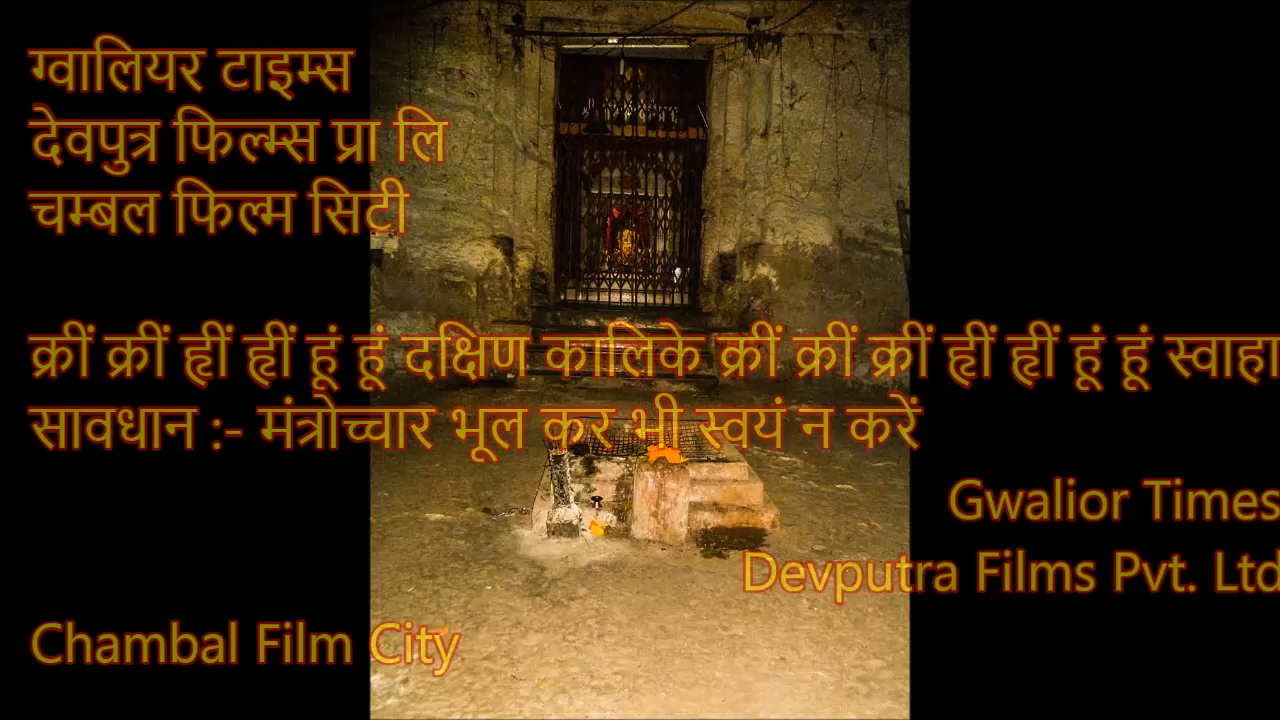 ग्वालियर टाइम्स
देवपुत्र फिल्म्स प्रा लि
चम्बल फिल्म सिटी
क्रीं क्रीं हृीं हृीं हूं हूं दक्षिण कालिके क्रीं क्रीं क्रीं हृीं हृीं हूं हूं स्वाहा
सावधान :- मंत्रोच्चार भूल कर भी स्वयं न करें
Gwalior Times
Devputra Films Pvt. Ltd
Chambal Film City